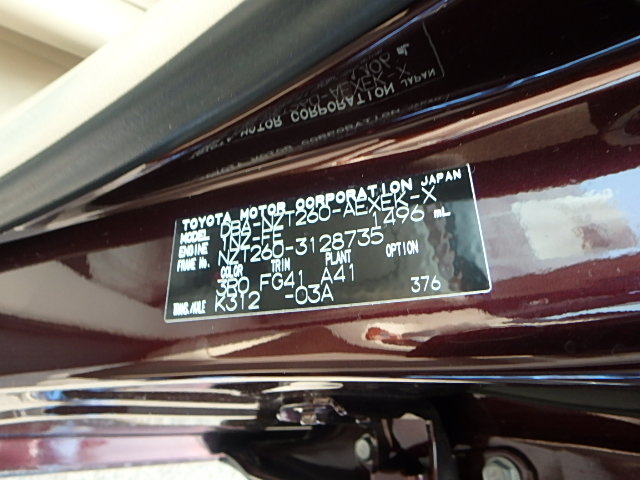 TOYOTA MOTOR CORPORATION JAPAN
MODEL DBA-NZT260-AEXEK-X
ENGINE 1NZ-FE 1496 mL
FRAME No. NZT260-3128735
COLOR TRIM PLANT OPTION
3R0 FG41 A41
TRANS./AXLE K312 -03A 376